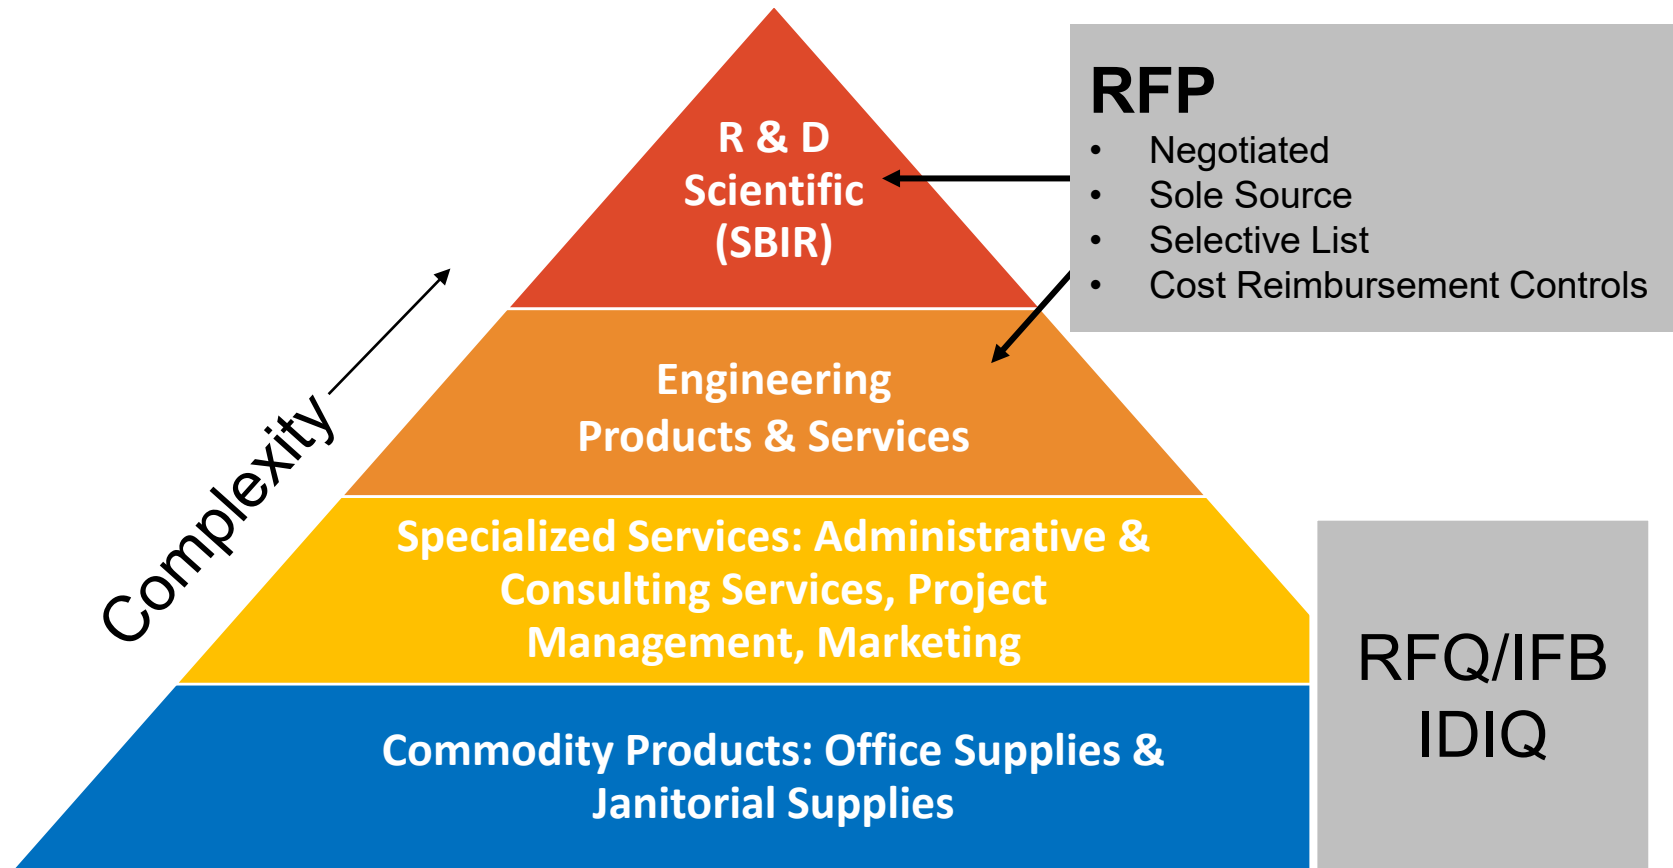 R & D
Scientific
(SBIR)
RFP
• Negotiated
• Sole Source
• Selective List
• Cost Reimbursement Controls
Complexity
Engineering
Products & Services
Specialized Services: Administrative &
Consulting Services, Project
Management, Marketing
RFQ/IFB
IDIQ
Commodity Products: Office Supplies &
Janitorial Supplies